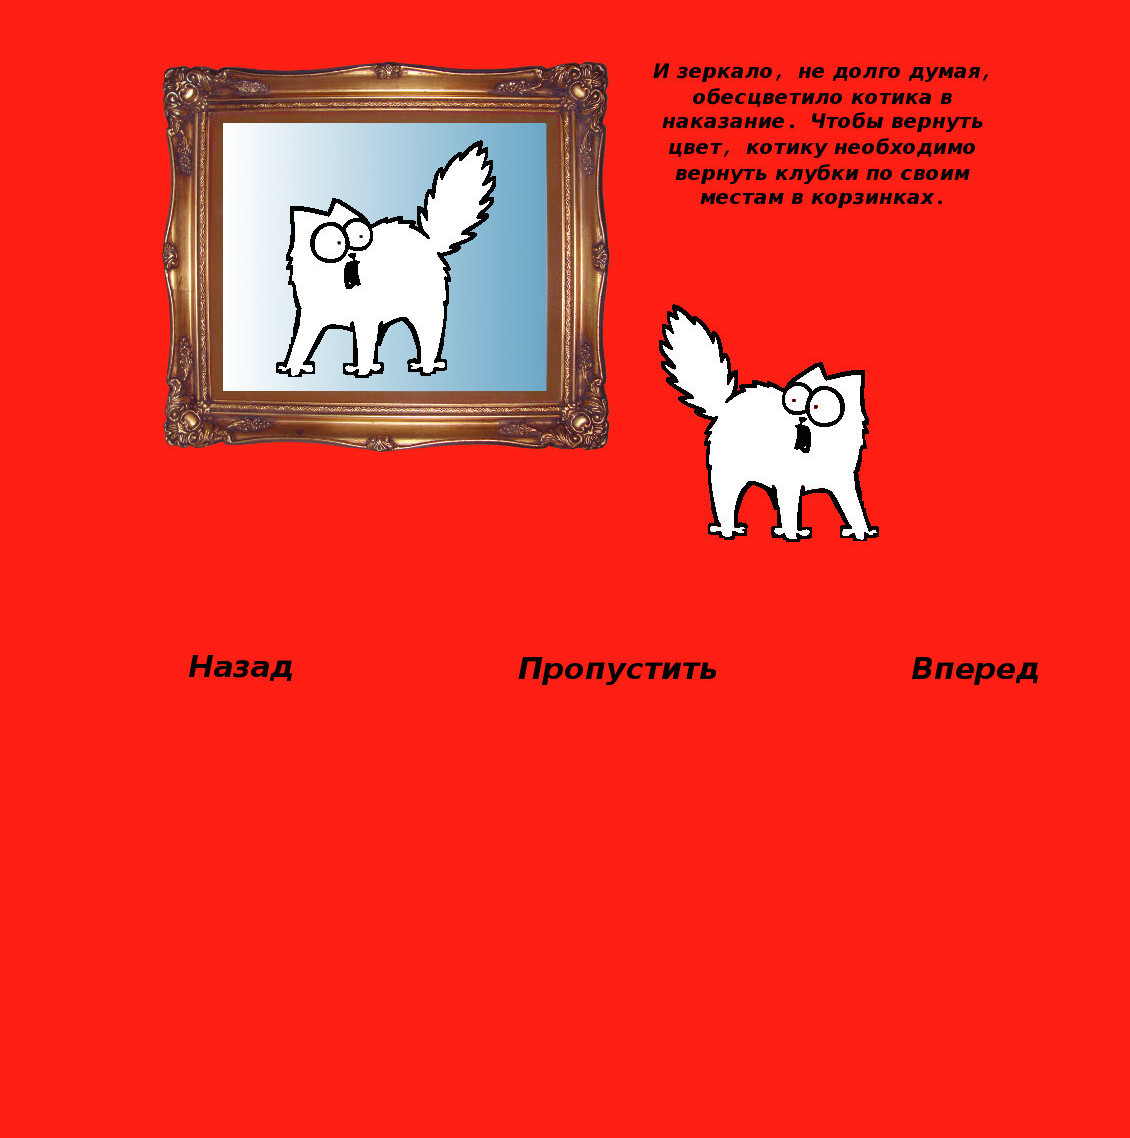 И зеркало, не долго думая,
обесцветило котика в
наказание. Чтобы вернуть
цвет, котику необходимо
вернуть клубки по своим
местам в корзинках.
Назад
Пропустить
Вперед